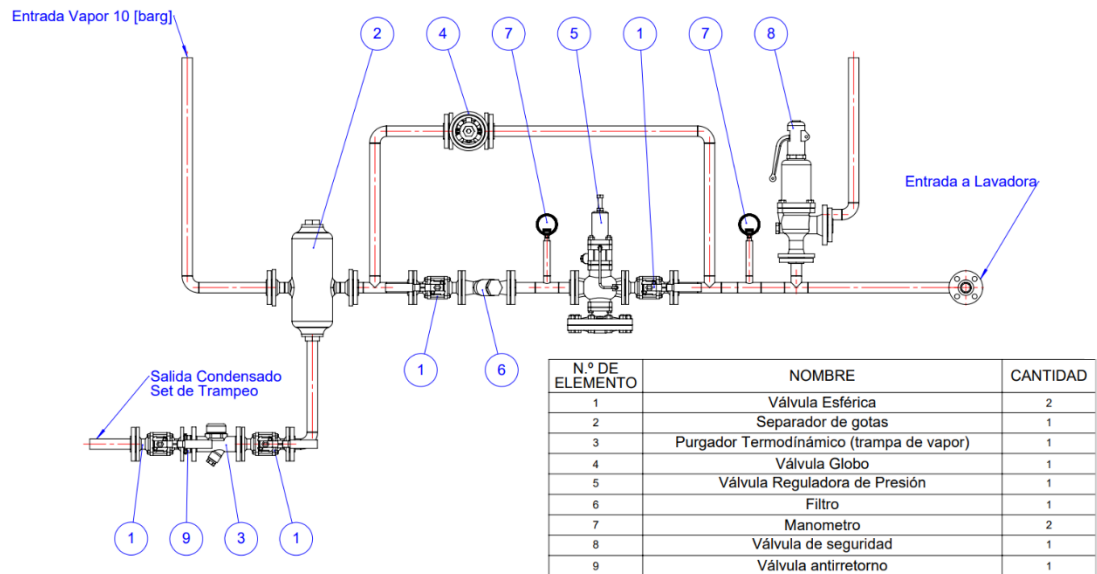 Entrada Vapor 10 [barg]
2
4
7
5
1
7
8
Entrada a Lavadora
1
6
Salida Condensado
Set de Trampeo
1
9
3
1
N.º DE ELEMENTO NOMBRE CANTIDAD
1 Válvula Esférica 2
2 Separador de gotas 1
3 Purgador Termodínámico (trampa de vapor) 1
4 Válvula Globo 1
5 Válvula Reguladora de Presión 1
6 Filtro 1
7 Manometro 2
8 Válvula de seguridad 1
9 Válvula antirretorno 1